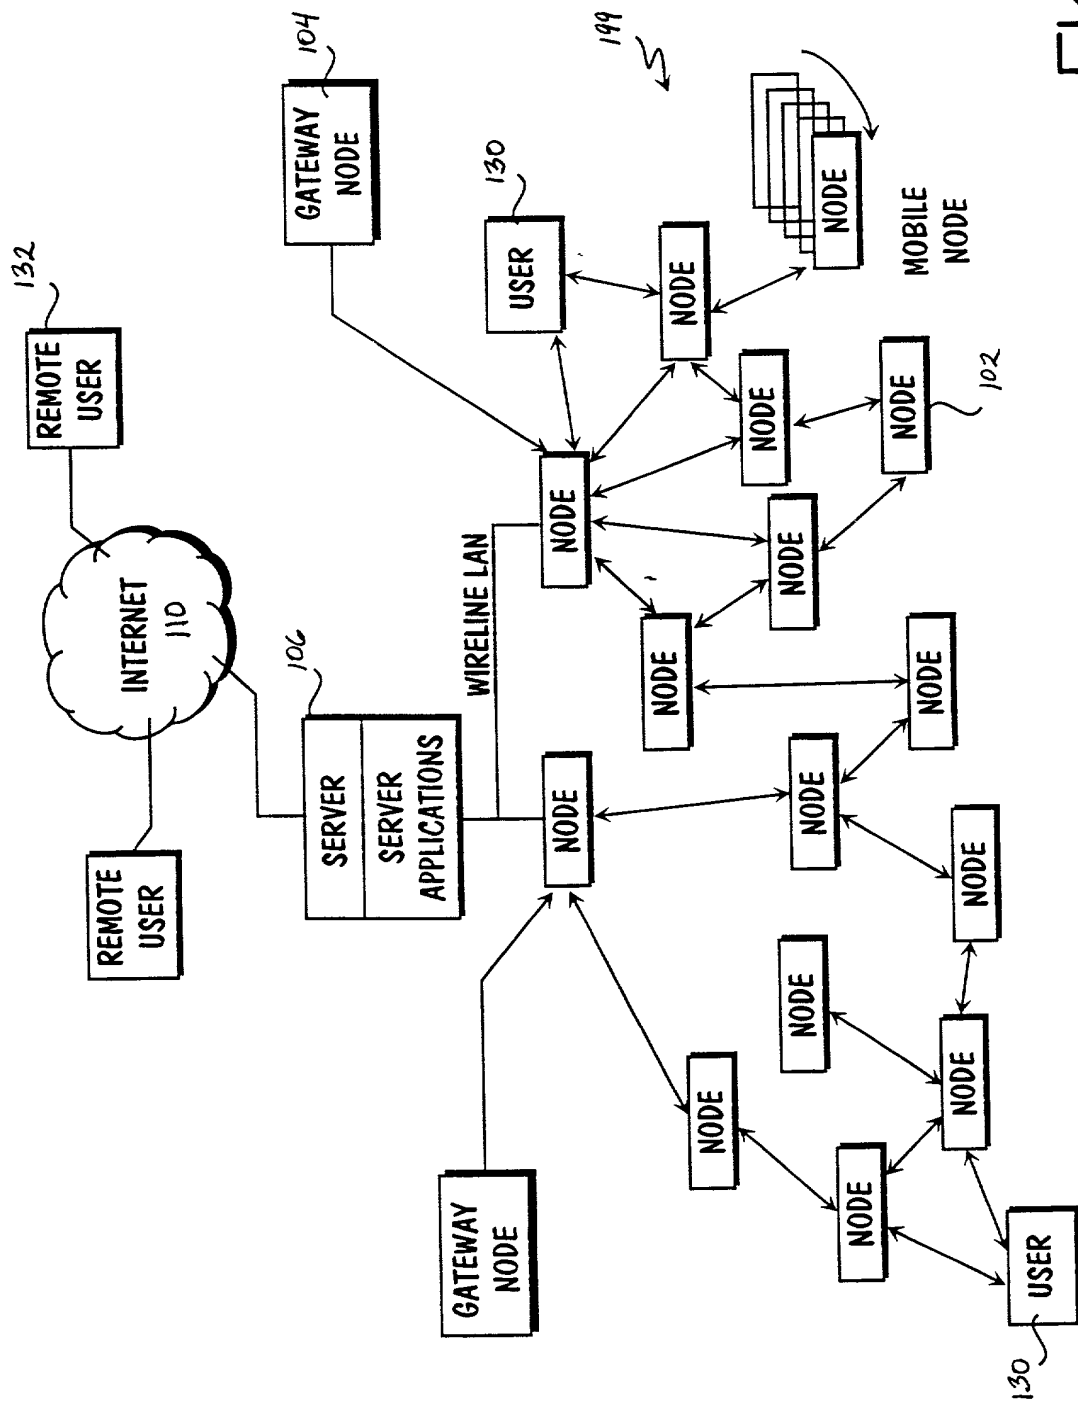 132
REMOTE
USER
REMOTE
USER
INTERNET
110
104
GATEWAY
NODE
106
SERVER
SERVER
APPLICATIONS
GATEWAY
NODE
WIRELINE LAN
130
USER
199
NODE
NODE
NODE
NODE
NODE
NODE
NODE
NODE
NODE
NODE
MOBILE
NODE
NODE
NODE
102
NODE
NODE
NODE
USER
130